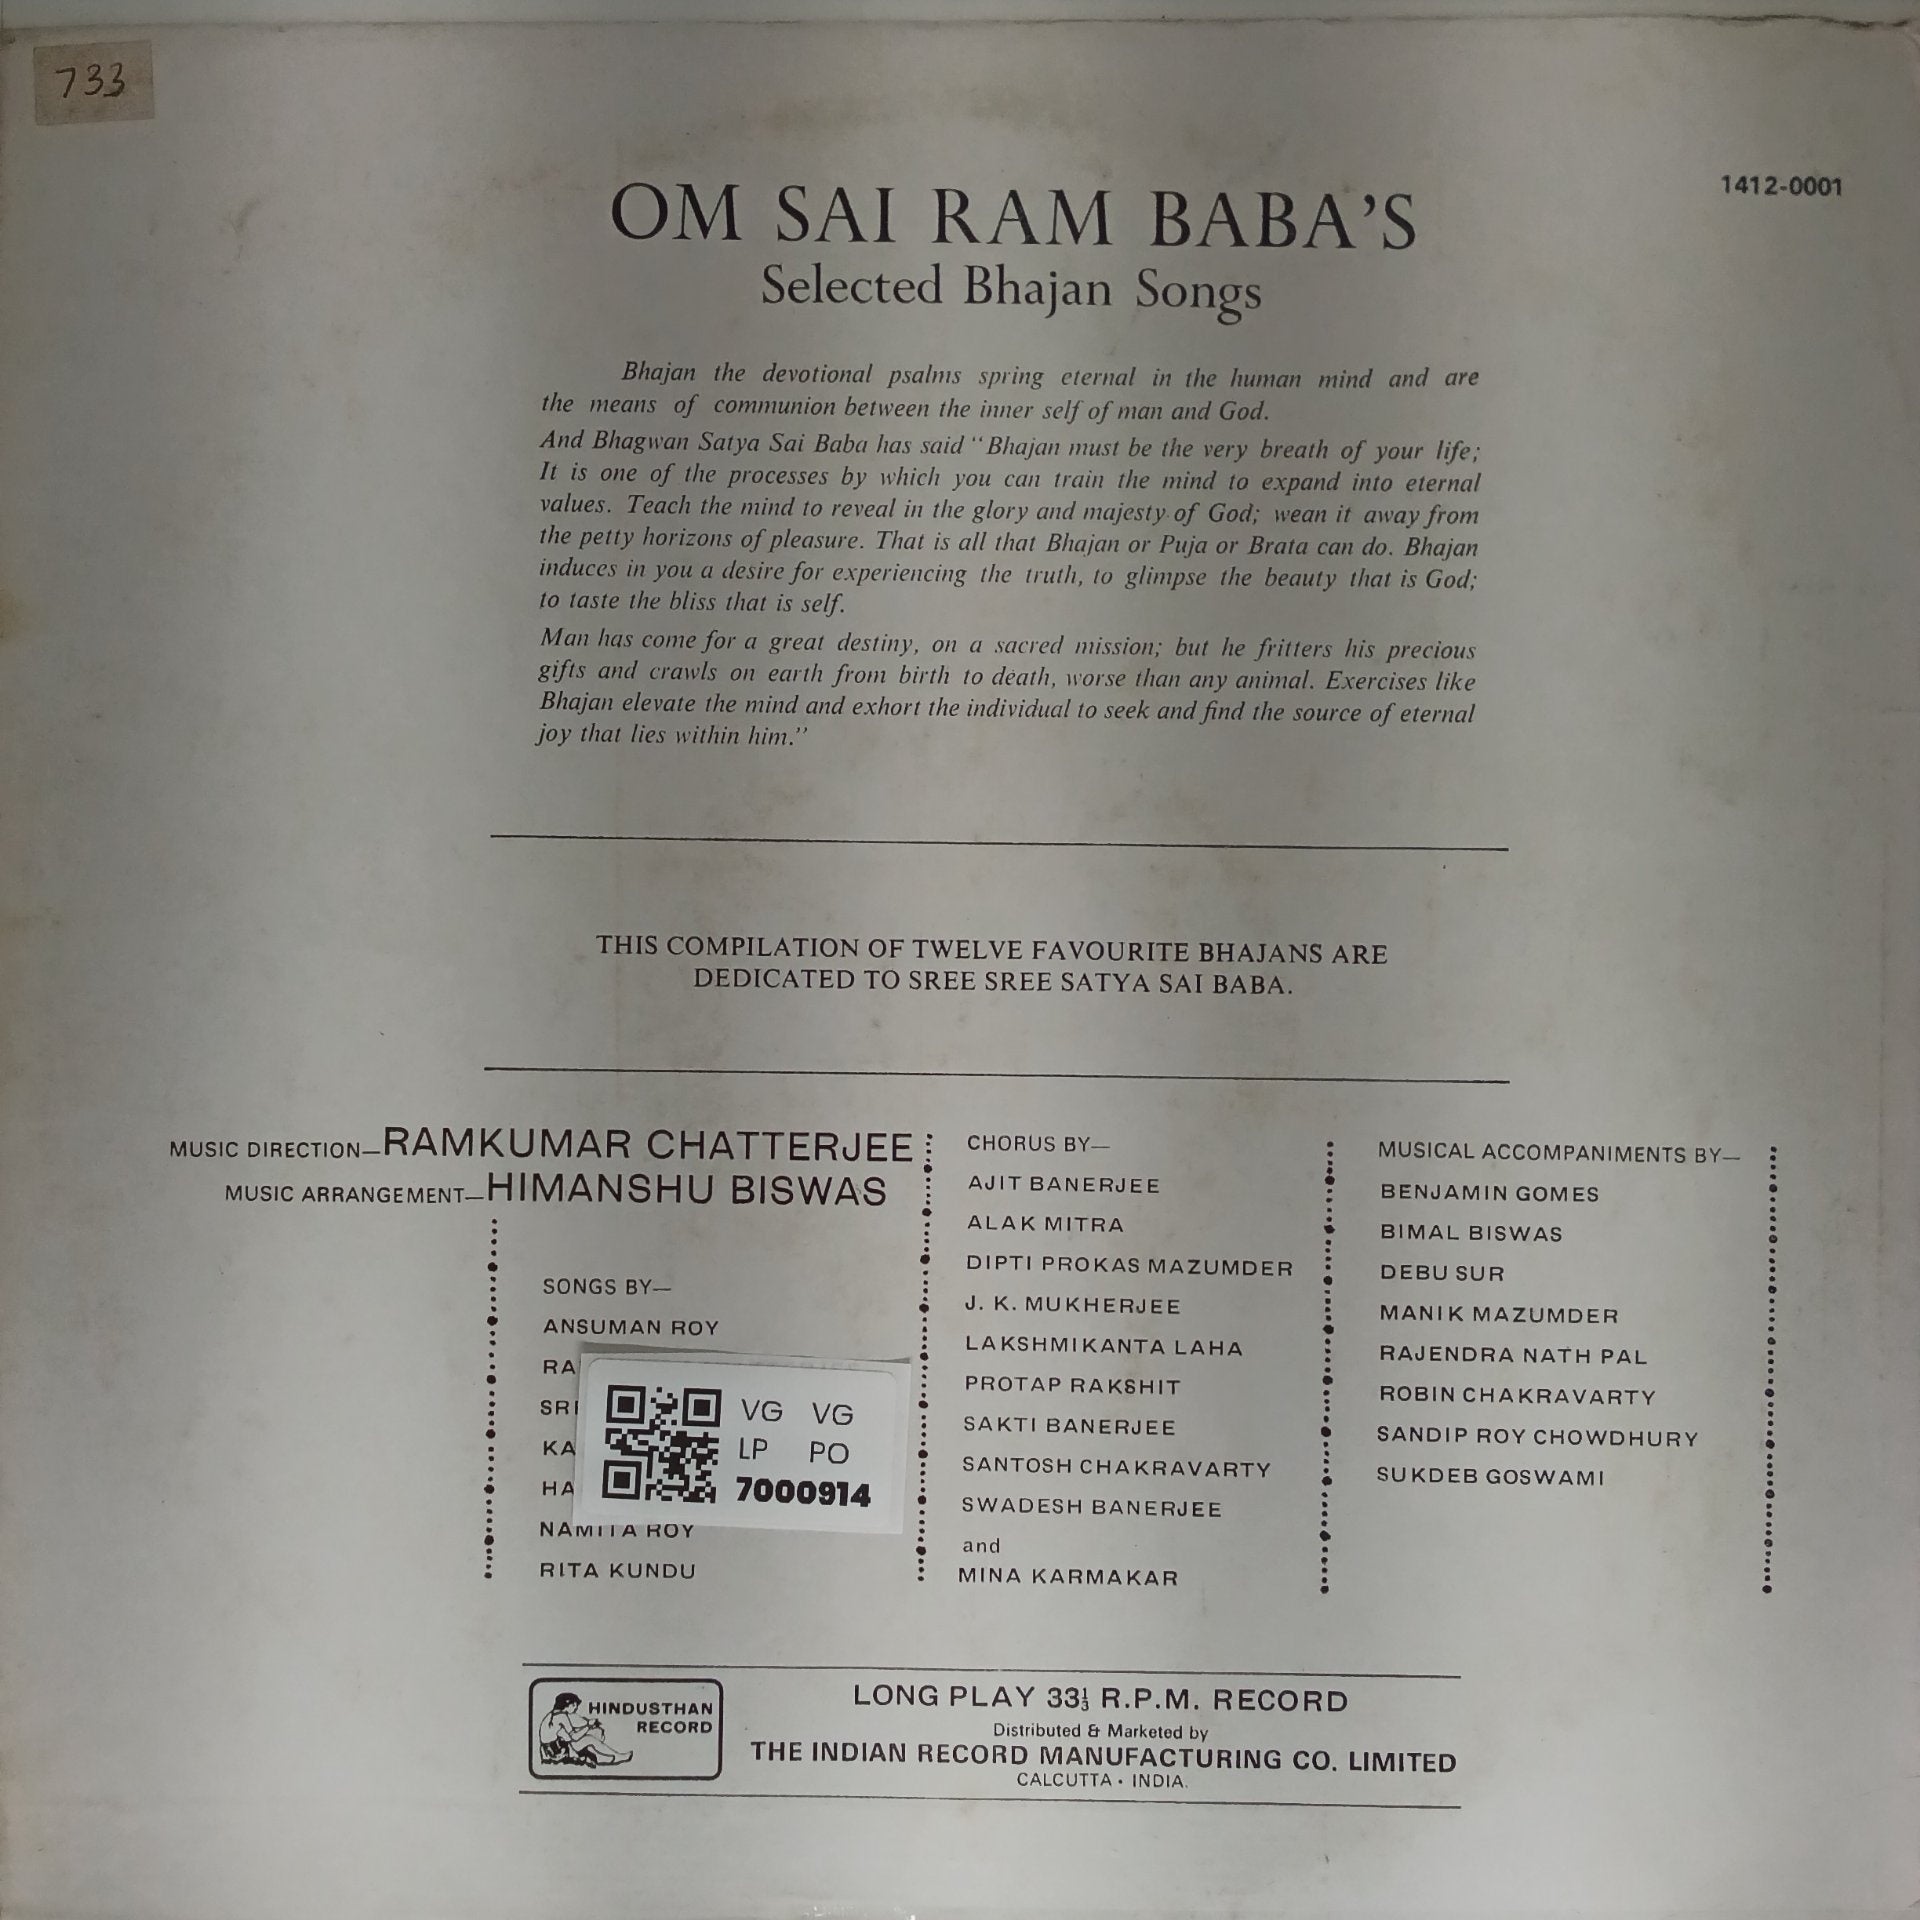 733
1412-0001
OM SAI RAM BABA'S
Selected Bhajan Songs
Bhajan the devotional psalms spring eternal in the human mind and are
the means of communion between the inner self of man and God.
And Bhagwan Satya Sai Baba has said "Bhajan must be the very breath of your life;
It is one of the processes by which you can train the mind to expand into eternal
values. Teach the mind to reveal in the glory and majesty of God; wean it away from
the petty horizons of pleasure. That is all that Bhajan or Puja or Brata can do. Bhajan
induces in you a desire for experiencing the truth, to glimpse the beauty that is God;
to taste the bliss that is self.
Man has come for a great destiny, on a sacred mission; but he fritters his precious
gifts and crawls on earth from birth to death, worse than any animal. Exercises like
Bhajan elevate the mind and exhort the individual to seek and find the source of eternal
joy that lies within him."
THIS COMPILATION OF TWELVE FAVOURITE BHAJANS ARE
DEDICATED TO SREE SREE SATYA SAI BABA.
MUSIC DIRECTION—RAMKUMAR CHATTERJEE
MUSIC ARRANGEMENT—HIMANSHU BISWAS
SONGS BY—
ANSUMAN ROY
NAMITA ROY
RITA KUNDU
VG VG
LP PO
7000914
CHORUS BY—
AJIT BANERJEE
ALAK MITRA
DIPTI PROKAS MAZUMDER
J. K. MUKHERJEE
LAKSHMIKANTA LAHA
PROTAP RAKSHIT
SAKTI BANERJEE
SANTOSH CHAKRAVARTY
SWADESH BANERJEE
and
MINA KARMAKAR
MUSICAL ACCOMPANIMENTS BY—
BENJAMIN GOMES
BIMAL BISWAS
DEBU SUR
MANIK MAZUMDER
RAJENDRA NATH PAL
ROBIN CHAKRAVARTY
SANDIP ROY CHOWDHURY
SUKDEB GOSWAMI
HINDUSTHAN
RECORD
LONG PLAY 33⅓ R.P.M. RECORD
Distributed & Marketed by
THE INDIAN RECORD MANUFACTURING CO. LIMITED
CALCUTTA • INDIA.